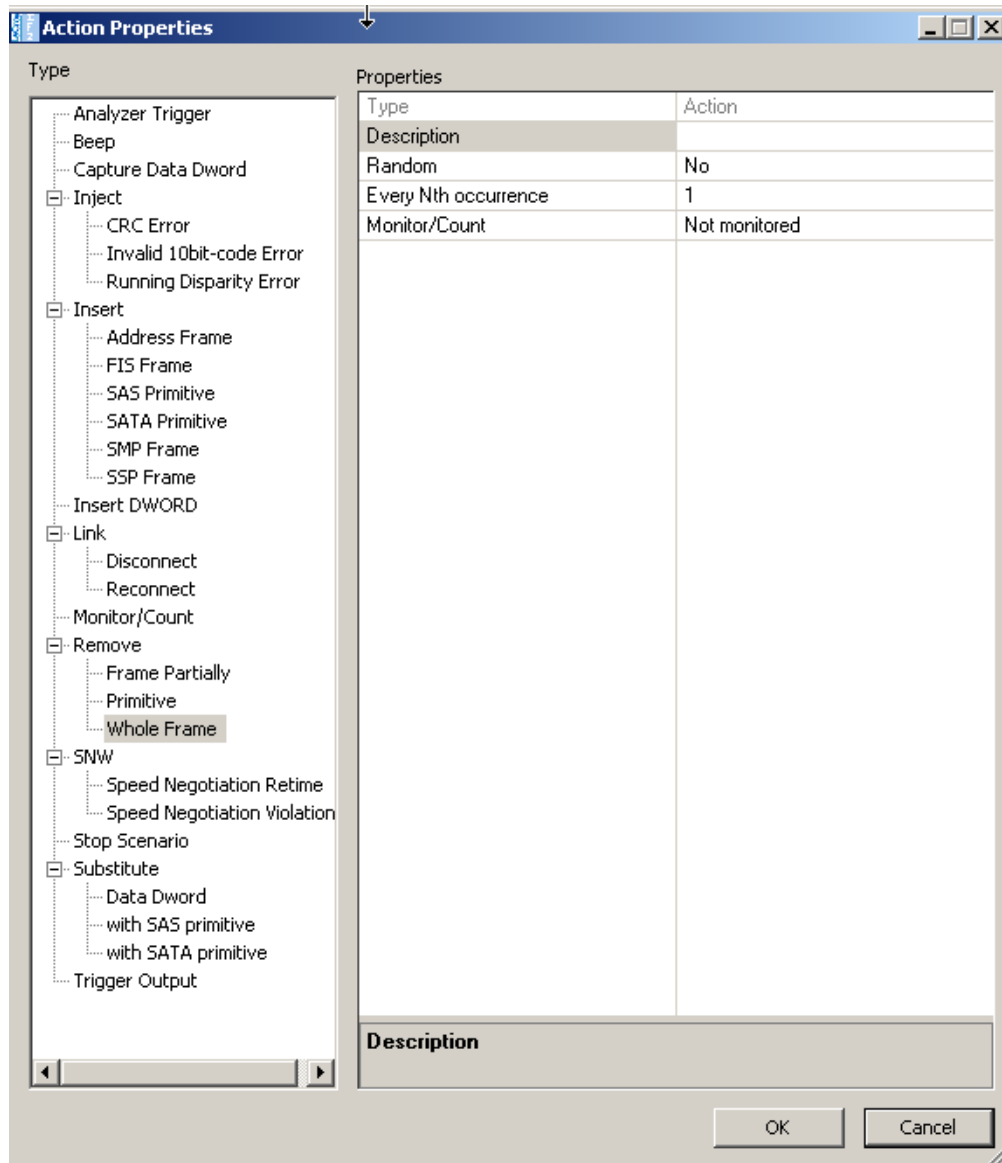 Action Properties
Type
Properties
Analyzer Trigger
Beep
Capture Data Dword
Inject
CRC Error
Invalid 10bit-code Error
Running Disparity Error
Insert
Address Frame
FIS Frame
SAS Primitive
SATA Primitive
SMP Frame
SSP Frame
Insert DWORD
Link
Disconnect
Reconnect
Monitor/Count
Remove
Frame Partially
Primitive
Whole Frame
SNW
Speed Negotiation Retime
Speed Negotiation Violation
Stop Scenario
Substitute
Data Dword
with SAS primitive
with SATA primitive
Trigger Output
Type Action
Description
Random No
Every Nth occurrence 1
Monitor/Count Not monitored
Description
OK Cancel